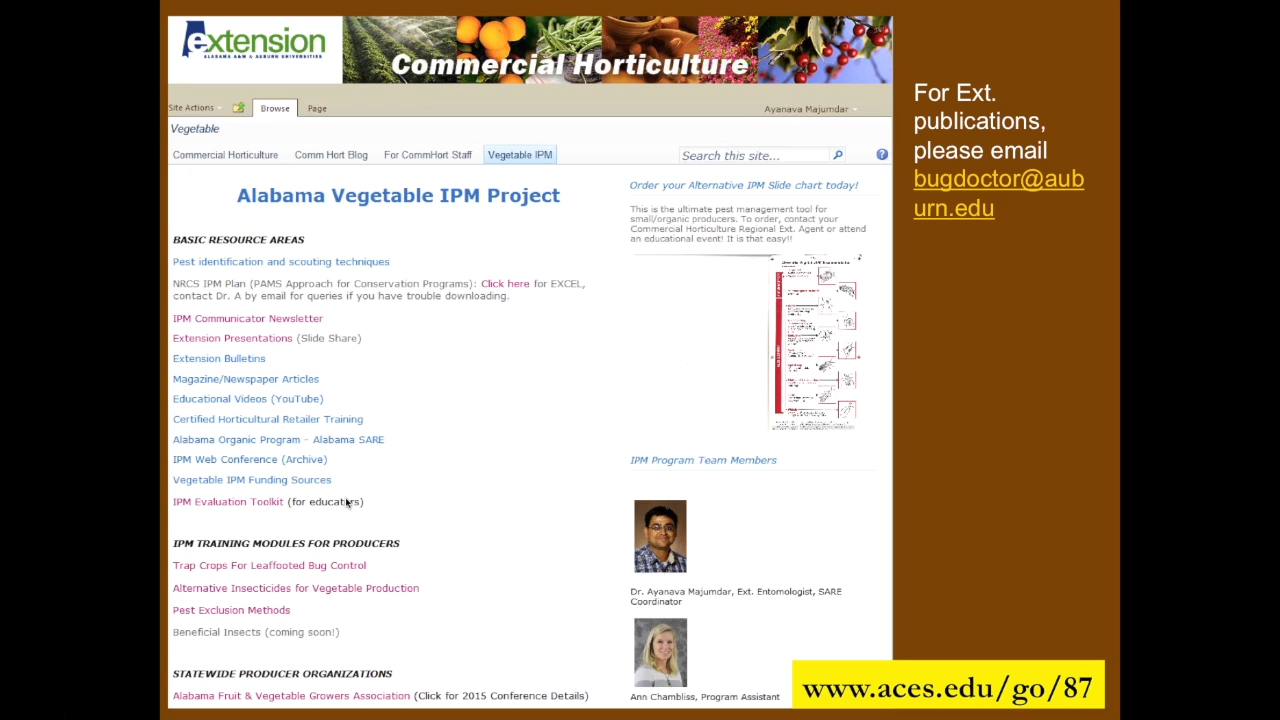 extension
ALABAMA A&M & AUBURN UNIVERSITIES
Commercial Horticulture
Site Actions
Browse
Page
Ayanava Majumdar
Vegetable
Commercial Horticulture
Comm Hort Blog
For CommHort Staff
Vegetable IPM
Search this site...
Alabama Vegetable IPM Project
BASIC RESOURCE AREAS
Pest identification and scouting techniques
NRCS IPM Plan (PAMS Approach for Conservation Programs): Click here for EXCEL,
contact Dr. A by email for queries if you have trouble downloading.
IPM Communicator Newsletter
Extension Presentations (Slide Share)
Extension Bulletins
Magazine/Newspaper Articles
Educational Videos (YouTube)
Certified Horticultural Retailer Training
Alabama Organic Program - Alabama SARE
IPM Web Conference (Archive)
Vegetable IPM Funding Sources
IPM Evaluation Toolkit (for educators)
IPM TRAINING MODULES FOR PRODUCERS
Trap Crops For Leaffooted Bug Control
Alternative Insecticides for Vegetable Production
Pest Exclusion Methods
Beneficial Insects (coming soon!)
STATEWIDE PRODUCER ORGANIZATIONS
Alabama Fruit & Vegetable Growers Association (Click for 2015 Conference Details)
Order your Alternative IPM Slide chart today!
This is the ultimate pest management tool for
small/organic producers. To order, contact your
Commercial Horticulture Regional Ext. Agent or attend
an educational event! It is that easy!!
IPM Program Team Members
Dr. Ayanava Majumdar, Ext. Entomologist, SARE
Coordinator
Ann Chambliss, Program Assistant
For Ext.
publications,
please email
bugdoctor@aub
urn.edu
www.aces.edu/go/87